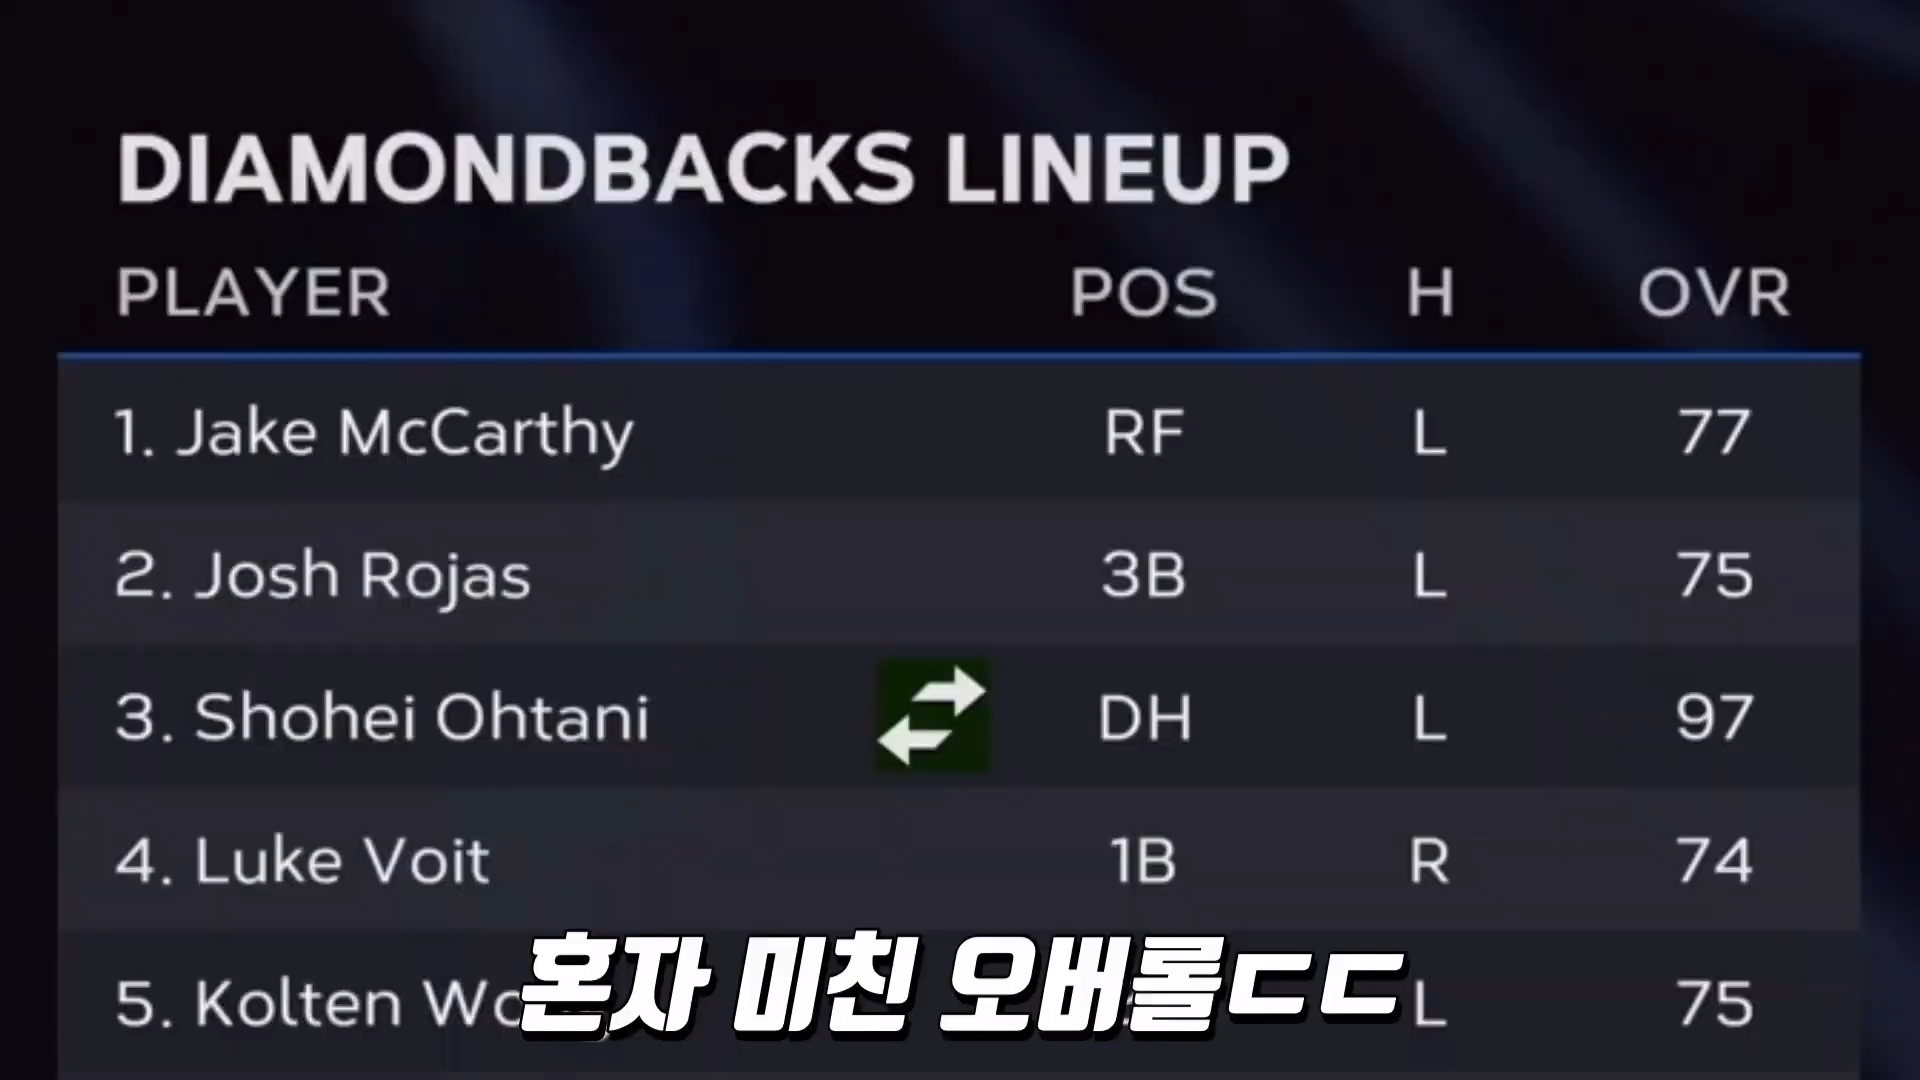 DIAMONDBACKS LINEUP
PLAYER POS H OVR
1. Jake McCarthy RF L 77
2. Josh Rojas 3B L 75
3. Shohei Ohtani DH L 97
4. Luke Voit 1B R 74
5. Kolten L 75
혼자 미친 오버롤ㄷㄷ